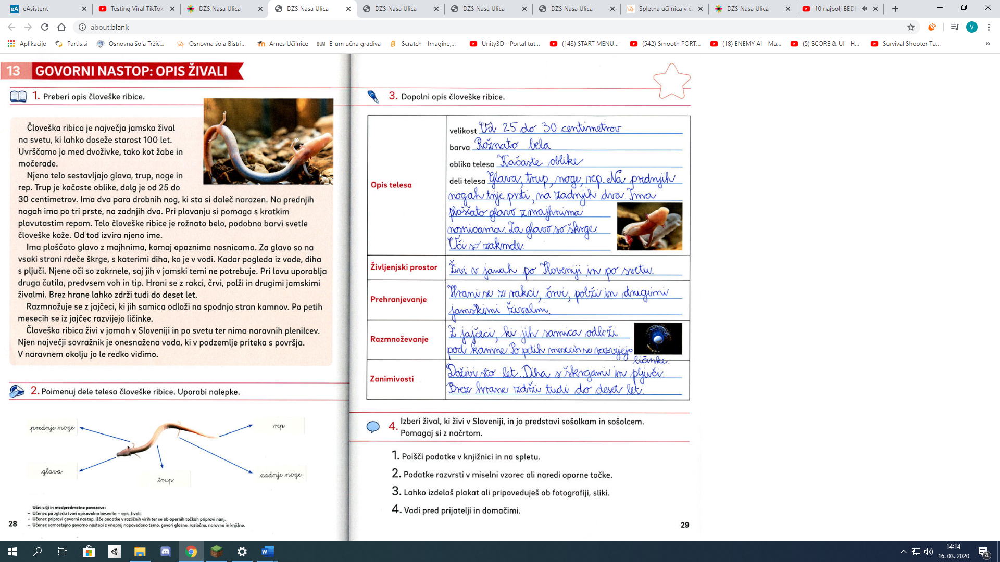 eAsistent
Testing Viral TikTok
DZS Nasa Ulica
DZS Nasa Ulica
DZS Nasa Ulica
DZS Nasa Ulica
DZS Nasa Ulica
Spletna učilnica v ča
DZS Nasa Ulica
10 najbolj BEDN
about:blank
V
Aplikacije
Partis.si
Osnovna šola Tržič...
Osnovna šola Bistri...
Arnes Učilnice
E-um učna gradiva
Scratch - Imagine,...
Unity3D - Portal tut...
(143) START MENU...
(542) Smooth PORT...
(18) ENEMY AI - Ma...
(5) SCORE & UI - H...
Survival Shooter Tu...
»
13 GOVORNI NASTOP: OPIS ŽIVALI
1. Preberi opis človeške ribice.
Človeška ribica je največja jamska žival
na svetu, ki lahko doseže starost 100 let.
Uvrščamo jo med dvoživke, tako kot žabe in
močerade.
Njeno telo sestavljajo glava, trup, noge in
rep. Trup je kačaste oblike, dolg je od 25 do
30 centimetrov. Ima dva para drobnih nog, ki sta si daleč narazen. Na prednjih
nogah ima po tri prste, na zadnjih dva. Pri plavanju si pomaga s kratkim
plavutastim repom. Telo človeške ribice je rožnato belo, podobno barvi svetle
človeške kože. Od tod izvira njeno ime.
Ima ploščato glavo z majhnima, komaj opaznima nosnicama. Za glavo so na
vsaki strani rdeče škrge, s katerimi diha, ko je v vodi. Kadar pogleda iz vode, diha
s pljuči. Njene oči so zakrnele, saj jih v jamski temi ne potrebuje. Pri lovu uporablja
druga čutila, predvsem voh in tip. Hrani se z rakci, črvi, polži in drugimi jamskimi
živalmi. Brez hrane lahko zdrži tudi do deset let.
Razmnožuje se z jajčeci, ki jih samica odloži na spodnjo stran kamnov. Po petih
mesecih se iz jajčec razvijejo ličinke.
Človeška ribica živi v jamah v Sloveniji in po svetu ter nima naravnih plenilcev.
Njen največji sovražnik je onesnažena voda, ki v podzemlje priteka s površja.
V naravnem okolju jo le redko vidimo.
2. Poimenuj dele telesa človeške ribice. Uporabi nalepke.
prednje noge
rep
glava
trup
zadnje noge
Učni cilji in medpredmetne povezave:
– Učenec po zgledu tvori opisovalno besedilo – opis živali.
– Učenec pripravi govorni nastop, išče podatke v različnih virih ter se ob opornih točkah pripravi nanj.
– Učenec samostojno govorno nastopi z vnaprej napovedano temo, govori glasno, razločno, naravno in knjižno.
28
3. Dopolni opis človeške ribice.
Opis telesa
velikost Od 25 do 30 centimetrov
barva Rožnato bela
oblika telesa Kačaste oblike
deli telesa Glava, trup, noge, rep. Na prednjih
nogah trije prsti, na zadnjih dva. Ima
ploščato glavo z majhnima
nosnicama. Za glavo so škrge.
Oči so zakrnele.
Življenjski prostor
Živi v jamah po Sloveniji in po svetu.
Prehranjevanje
Hrani se z rakci, črvi, polži in drugimi
jamskimi živalmi.
Razmnoževanje
Z jajčeci, ki jih samica odloži
pod kamne. Po petih mesecih se razvijejo
ličinke.
Zanimivosti
Doživi sto let. Diha s škrgami in pljuči.
Brez hrane zdrži tudi do deset let.
4. Izberi žival, ki živi v Sloveniji, in jo predstavi sošolkam in sošolcem.
Pomagaj si z načrtom.
1. Poišči podatke v knjižnici in na spletu.
2. Podatke razvrsti v miselni vzorec ali naredi oporne točke.
3. Lahko izdelaš plakat ali pripoveduješ ob fotografiji, sliki.
4. Vadi pred prijatelji in domačimi.
29
14:14
16. 03. 2020
4